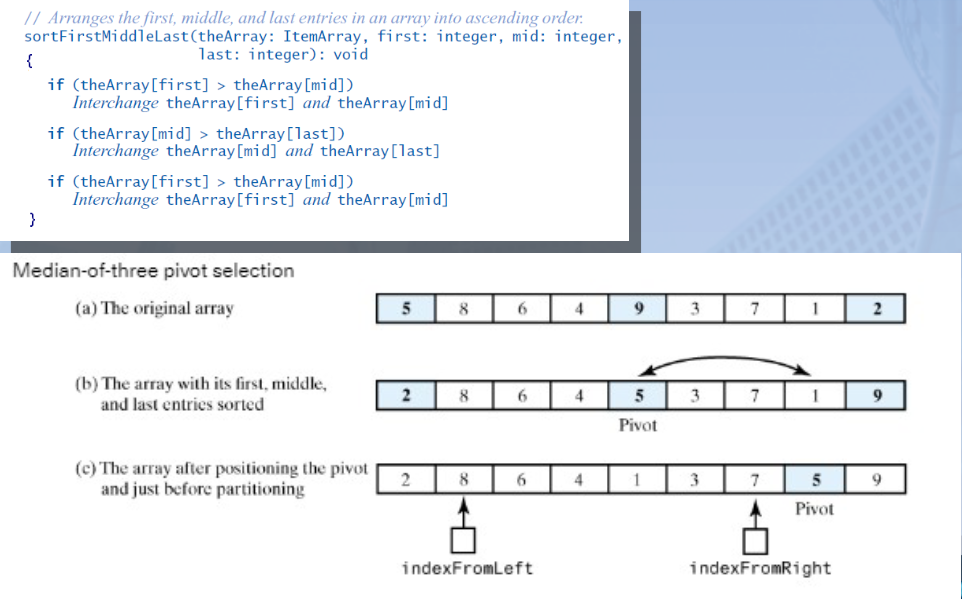 // Arranges the first, middle, and last entries in an array into ascending order.
sortFirstMiddleLast(theArray: ItemArray, first: integer, mid: integer,
last: integer): void
{
if (theArray[first] > theArray[mid])
Interchange theArray[first] and theArray[mid]
if (theArray[mid] > theArray[last])
Interchange theArray[mid] and theArray[last]
if (theArray[first] > theArray[mid])
Interchange theArray[first] and theArray[mid]
}
Median-of-three pivot selection
(a) The original array
5 8 6 4 9 3 7 1 2
(b) The array with its first, middle,
and last entries sorted
2 8 6 4 5 3 7 1 9
Pivot
(c) The array after positioning the pivot
and just before partitioning
2 8 6 4 1 3 7 5 9
Pivot
indexFromLeft indexFromRight